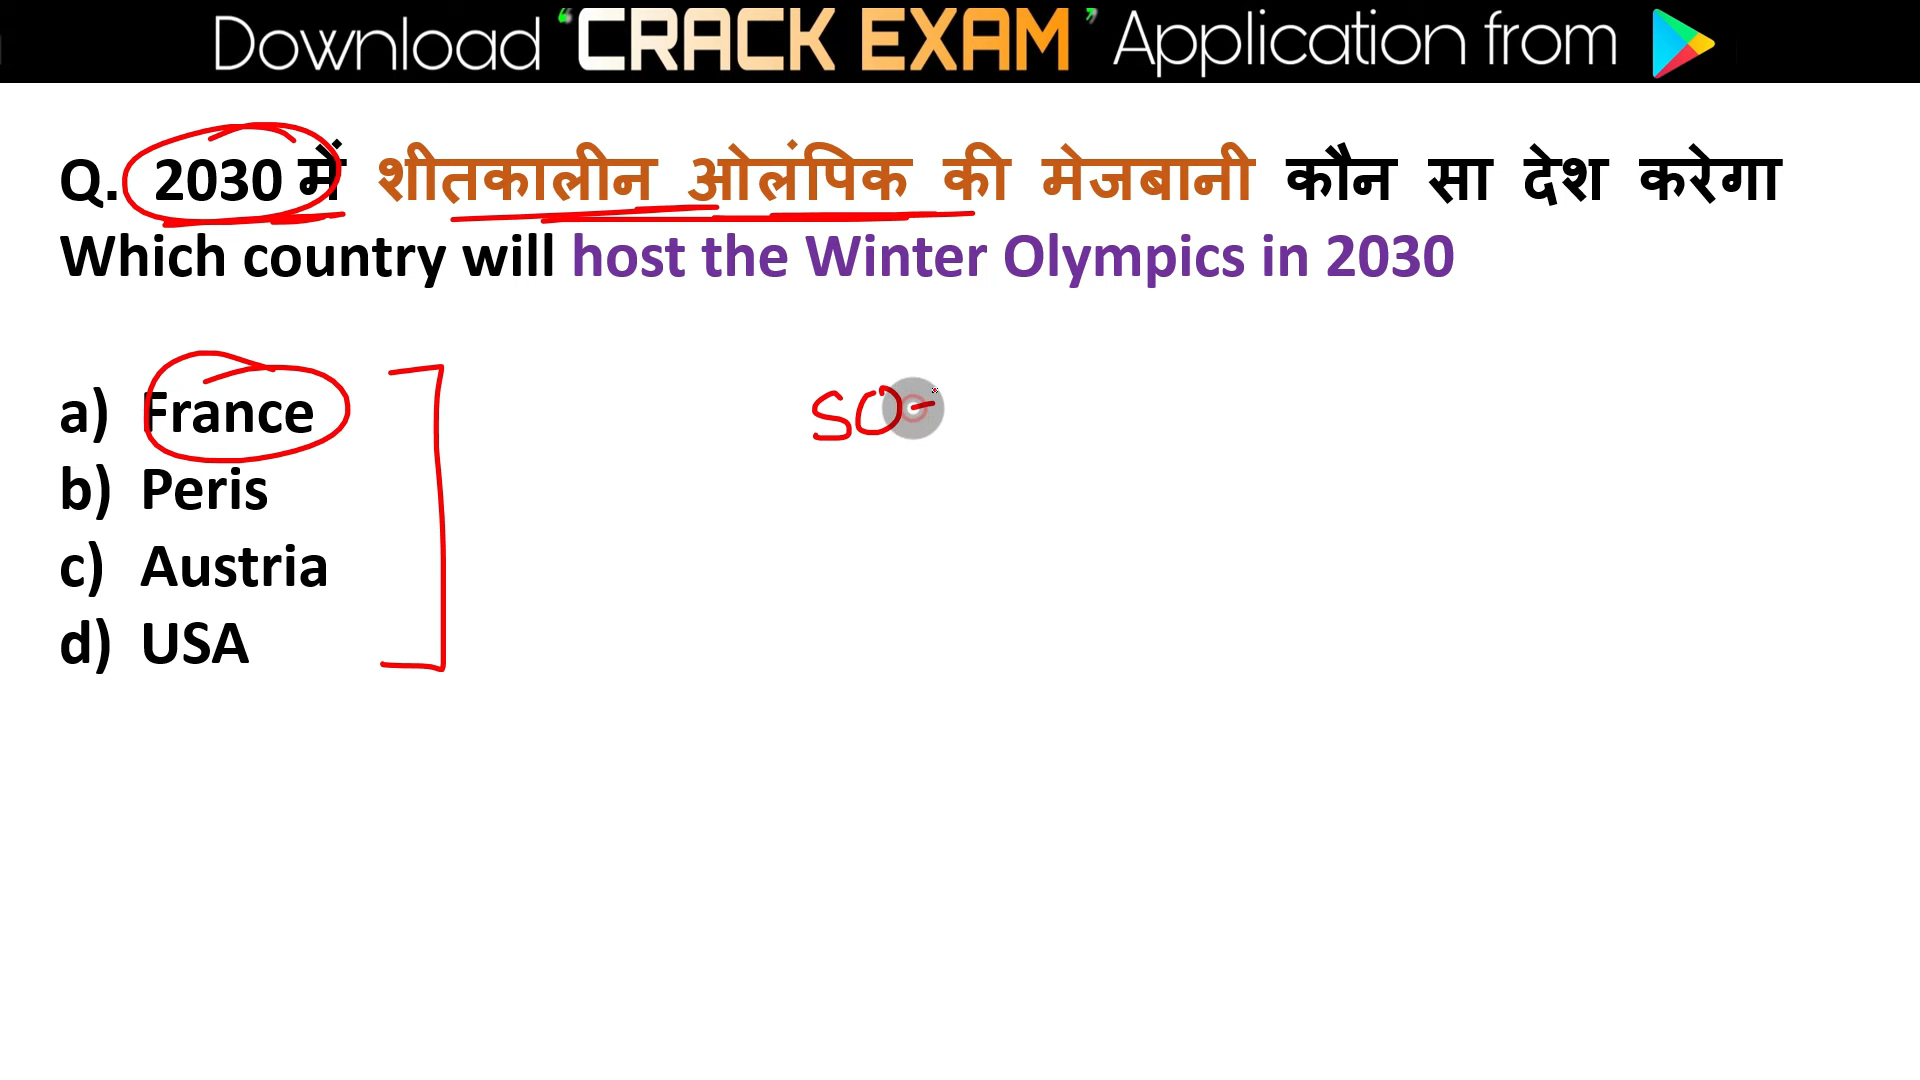 Download ‘CRACK EXAM’ Application from
Q. 2030 में शीतकालीन ओलंपिक की मेजबानी कौन सा देश करेगा
Which country will host the Winter Olympics in 2030
a) France
b) Peris
c) Austria
d) USA
SO-